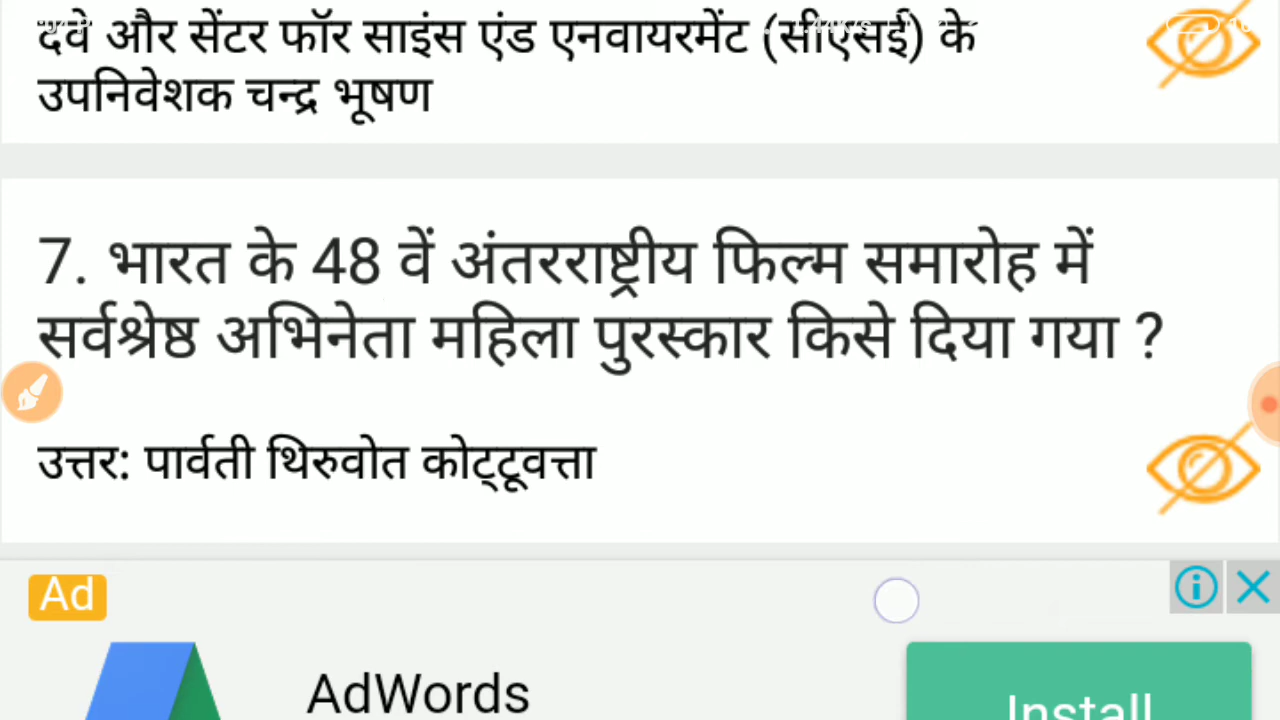 दवे और सेंटर फॉर साइंस एंड एनवायरमेंट (सीएसई) के
उपनिवेशक चन्द्र भूषण
7. भारत के 48 वें अंतरराष्ट्रीय फिल्म समारोह में
सर्वश्रेष्ठ अभिनेता महिला पुरस्कार किसे दिया गया ?
उत्तर: पार्वती थिरुवोत कोट्टूवत्ता
Ad
AdWords
Install